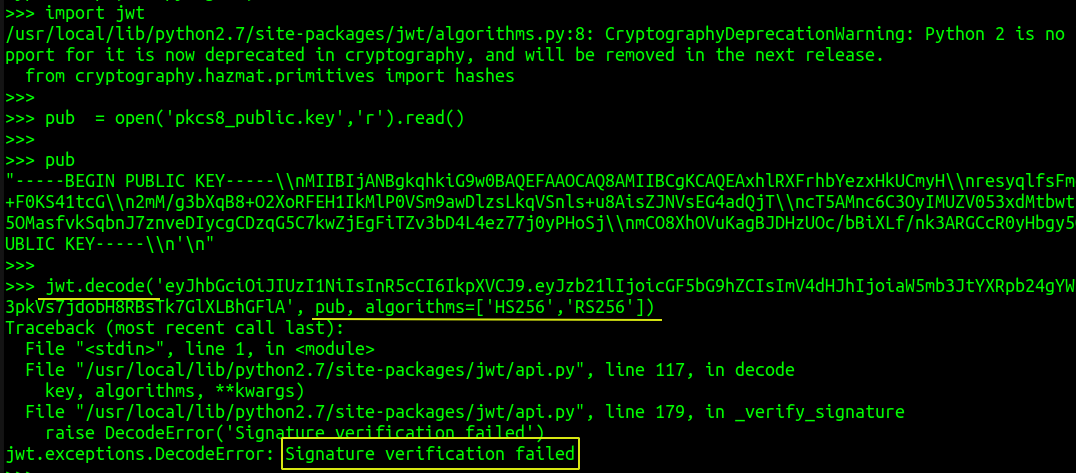 >>> import jwt
/usr/local/lib/python2.7/site-packages/jwt/algorithms.py:8: CryptographyDeprecationWarning: Python 2 is no
pport for it is now deprecated in cryptography, and will be removed in the next release.
  from cryptography.hazmat.primitives import hashes
>>>
>>> pub  = open('pkcs8_public.key','r').read()
>>>
>>> pub
"-----BEGIN PUBLIC KEY-----\\nMIIBIjANBgkqhkiG9w0BAQEFAAOCAQ8AMIIBCgKCAQEAxhlRXFrhbYezxHkUCmyH\\nresyqlfsFm
+F0KS41tcG\\n2mM/g3bXqB8+O2XoRFEH1IkMlP0VSm9awDlzsLkqVSnls+u8AisZJNVsEG4adQjT\\ncT5AMnc6C3OyIMUZV053xdMtbwt
5OMasfvkSqbnJ7znveDIycgCDzqG5C7kwZjEgFiTZv3bD4L4ez77j0yPHoSj\\nmCO8XhOVuKagBJDHzUOc/bBiXLf/nk3ARGCcR0yHbgy5
UBLIC KEY-----\\n'\n"
>>>
>>> jwt.decode('eyJhbGciOiJIUzI1NiIsInR5cCI6IkpXVCJ9.eyJzb21lIjoicGF5bG9hZCIsImV4dHJhIjoiaW5mb3JtYXRpb24gYW
3pkVs7jdobH8RBsTk7GlXLBhGFlA', pub, algorithms=['HS256','RS256'])
Traceback (most recent call last):
  File "<stdin>", line 1, in <module>
  File "/usr/local/lib/python2.7/site-packages/jwt/api.py", line 117, in decode
    key, algorithms, **kwargs)
  File "/usr/local/lib/python2.7/site-packages/jwt/api.py", line 179, in _verify_signature
    raise DecodeError('Signature verification failed')
jwt.exceptions.DecodeError: Signature verification failed